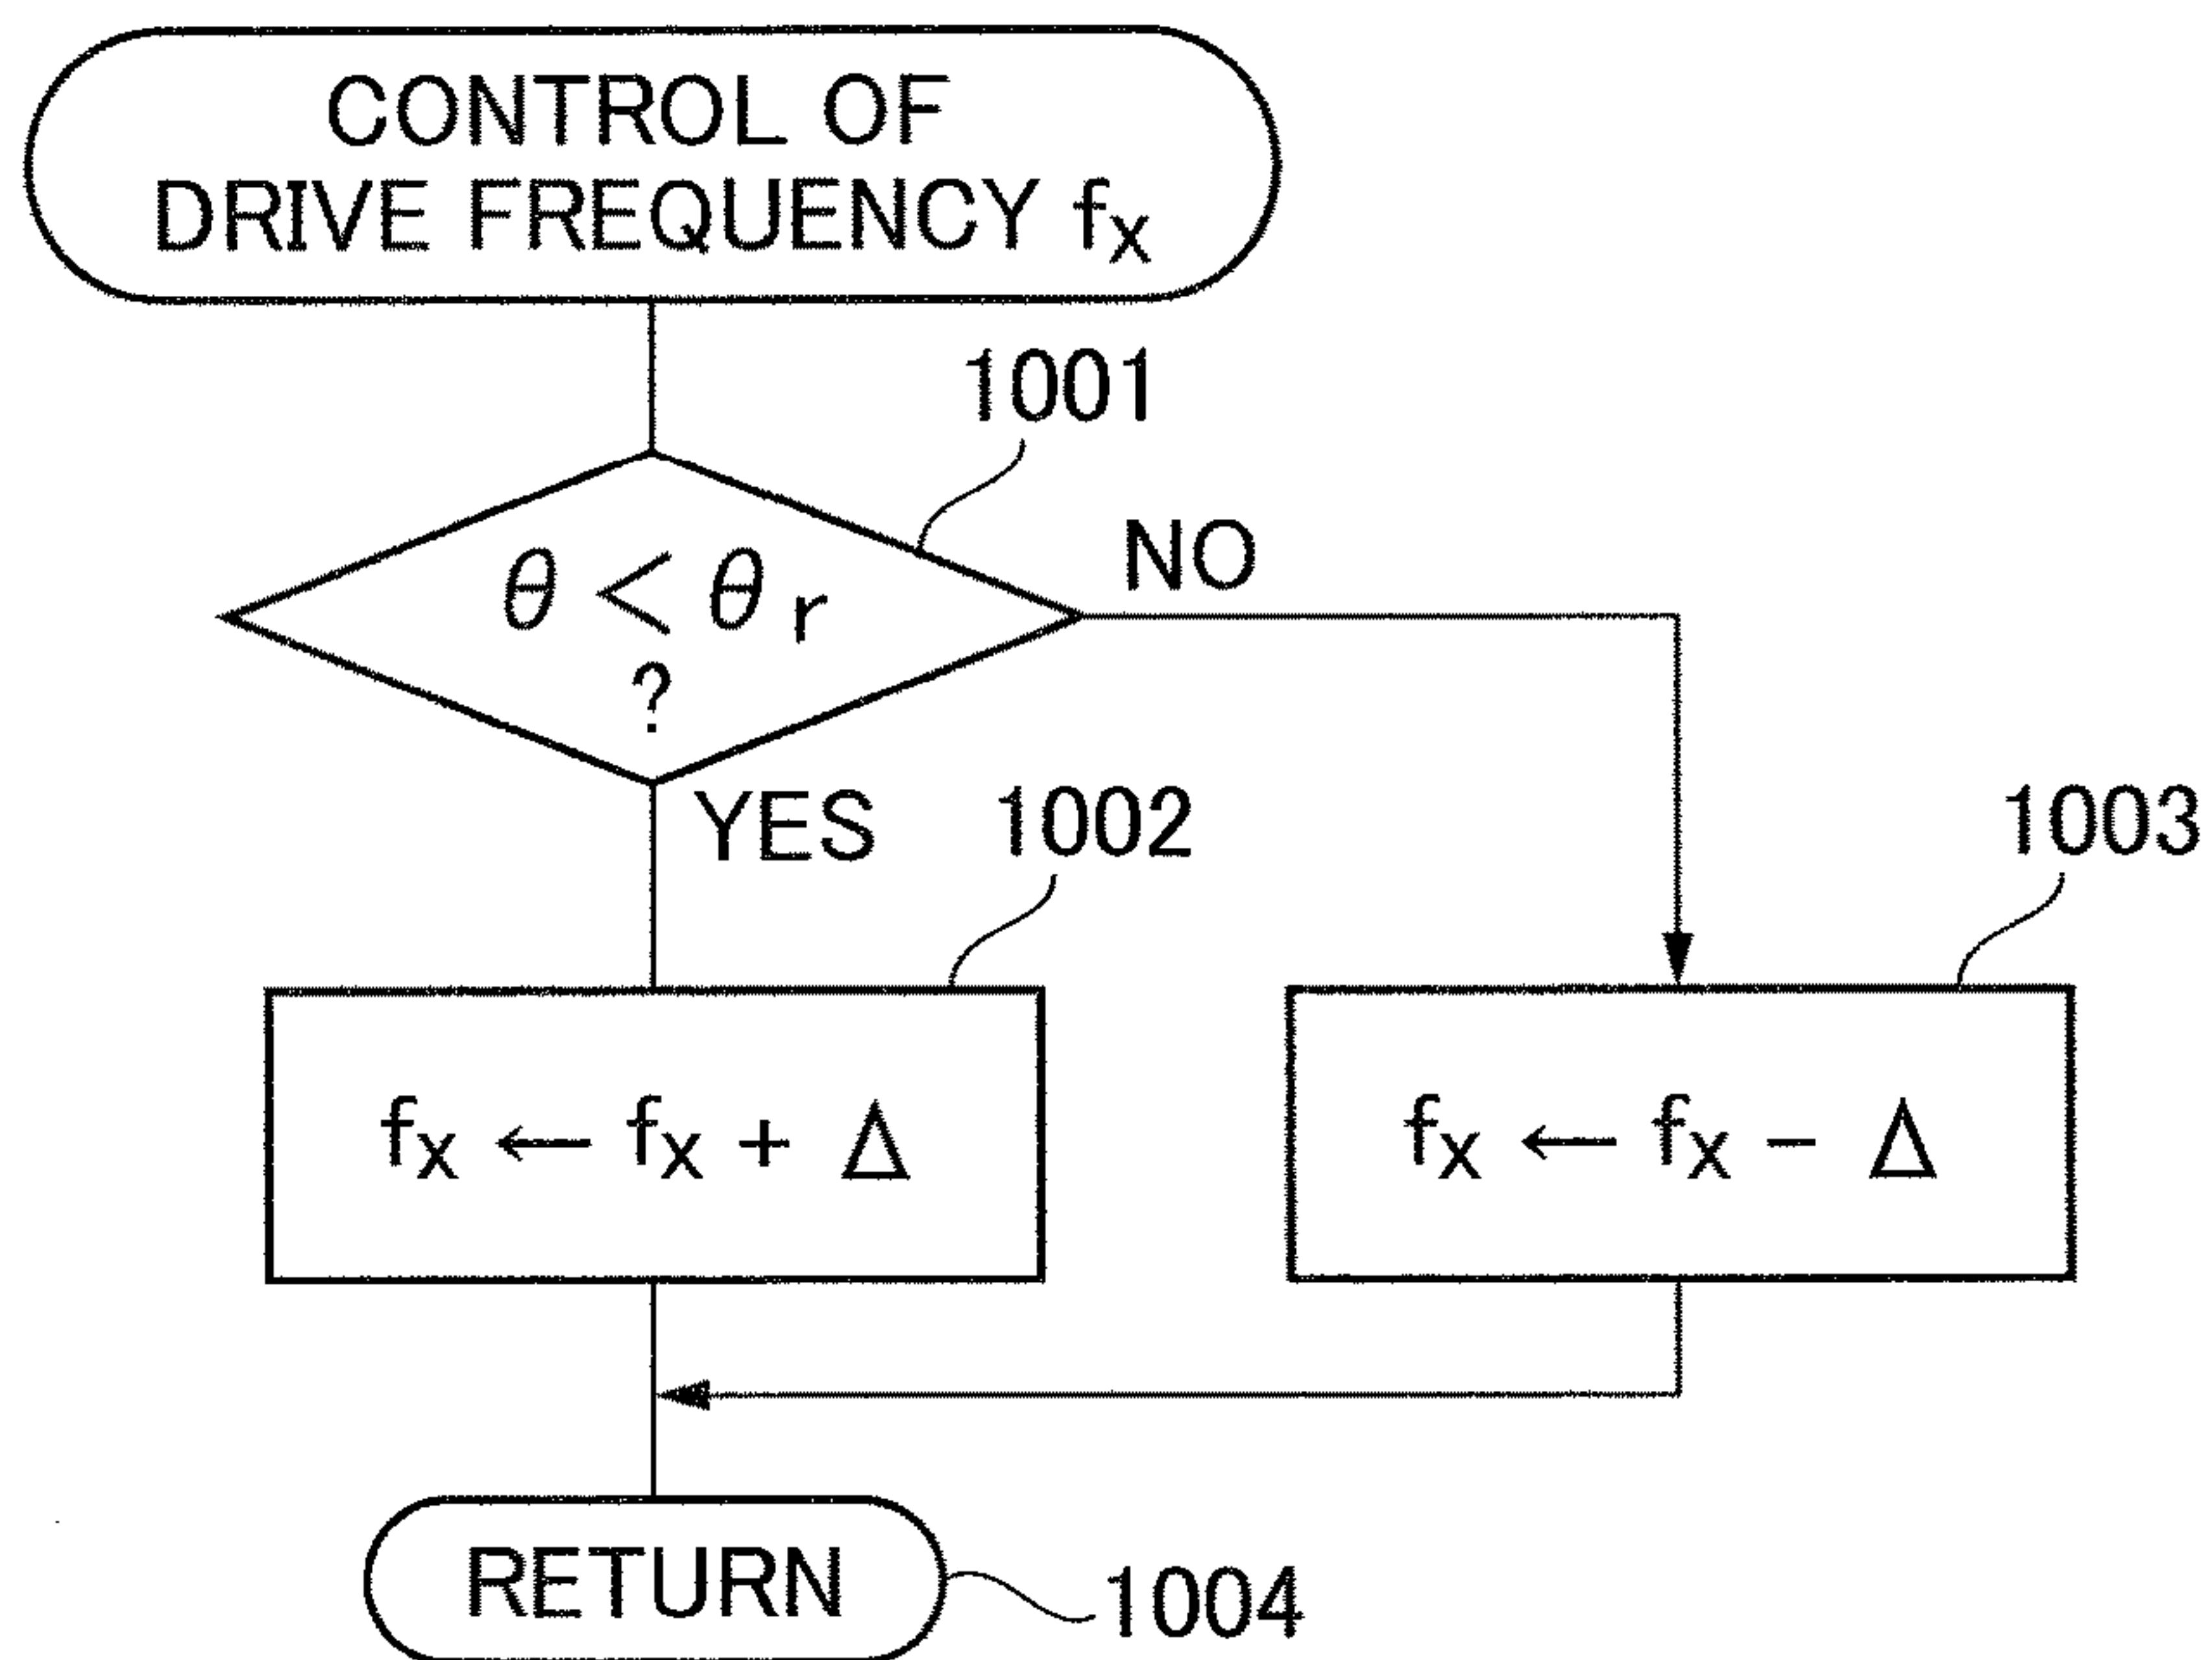 CONTROL OF
DRIVE FREQUENCY fx
1001
θ < θr
?
NO
YES
1002
1003
fx ← fx + Δ
fx ← fx - Δ
RETURN
1004